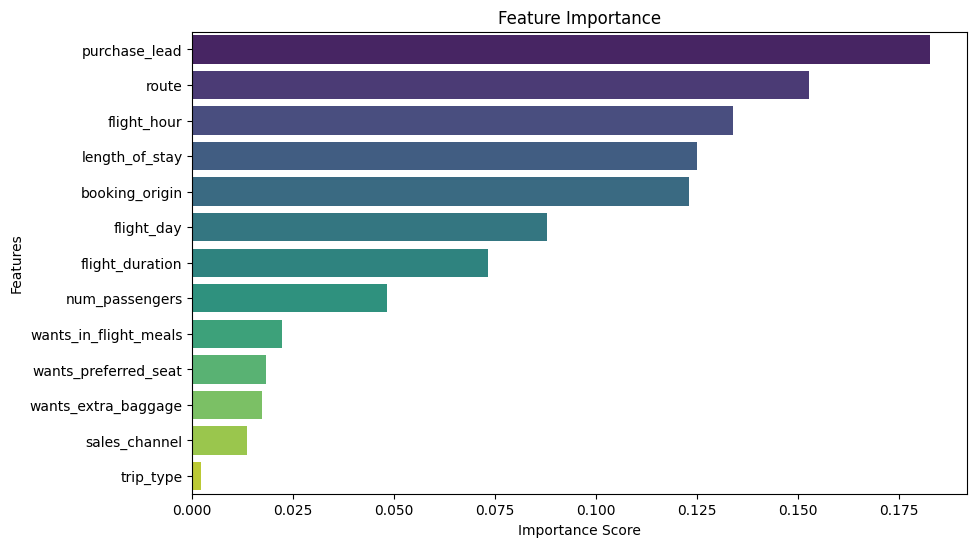 Feature Importance
Features
purchase_lead
route
flight_hour
length_of_stay
booking_origin
flight_day
flight_duration
num_passengers
wants_in_flight_meals
wants_preferred_seat
wants_extra_baggage
sales_channel
trip_type
0.000 0.025 0.050 0.075 0.100 0.125 0.150 0.175
Importance Score